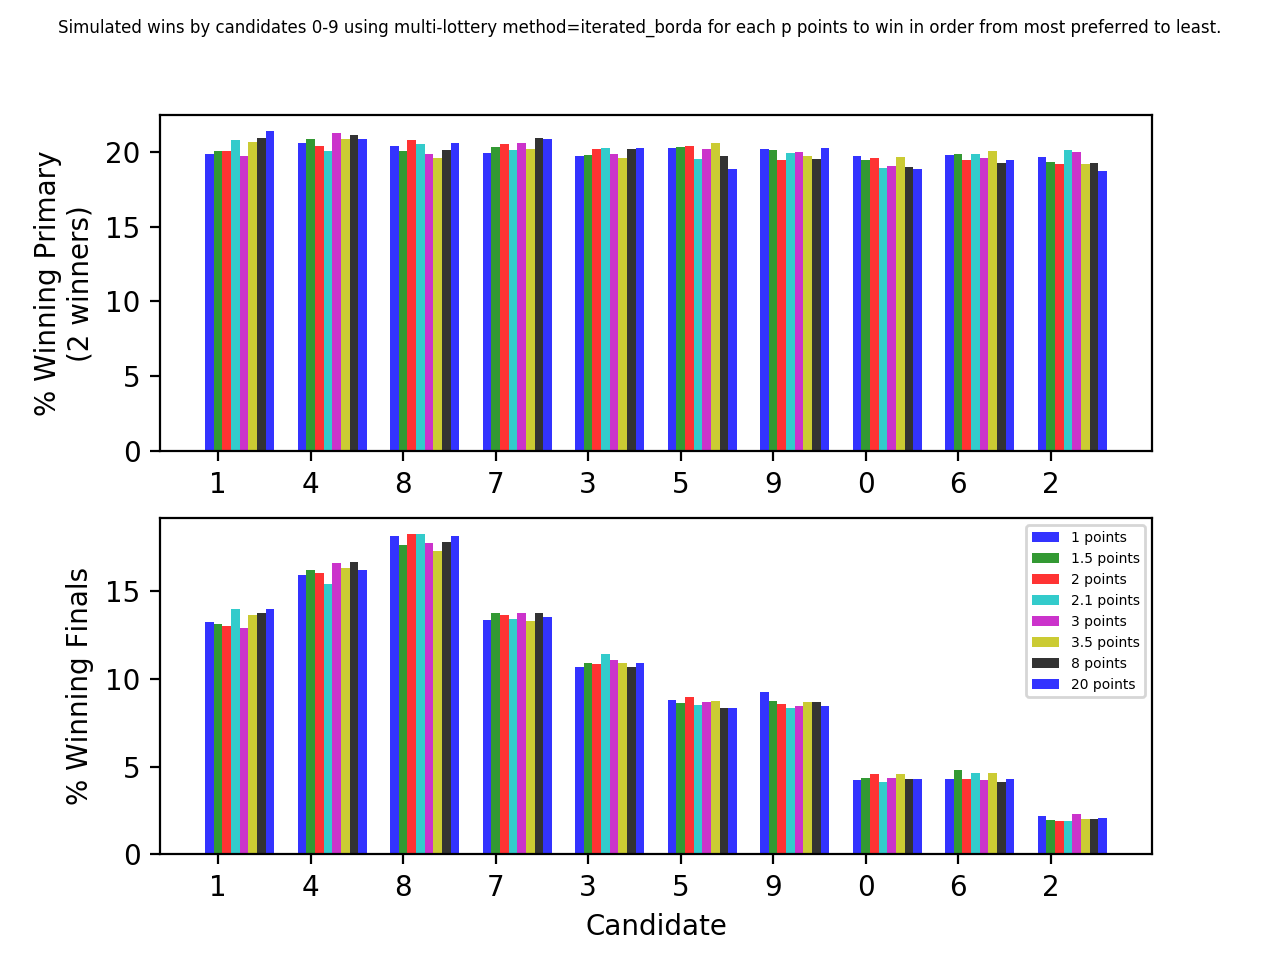 Simulated wins by candidates 0-9 using multi-lottery method=iterated_borda for each p points to win in order from most preferred to least.
% Winning Primary
(2 winners)
20
15
10
5
0
1 4 8 7 3 5 9 0 6 2
% Winning Finals
15
10
5
0
1 points
1.5 points
2 points
2.1 points
3 points
3.5 points
8 points
20 points
1 4 8 7 3 5 9 0 6 2
Candidate